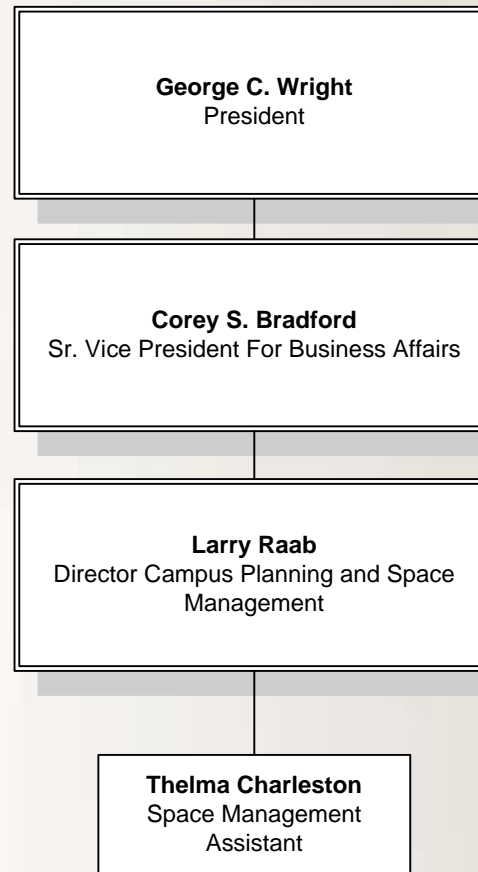 George C. Wright
President
Corey S. Bradford
Sr. Vice President For Business Affairs
Larry Raab
Director Campus Planning and Space
Management
Thelma Charleston
Space Management
Assistant